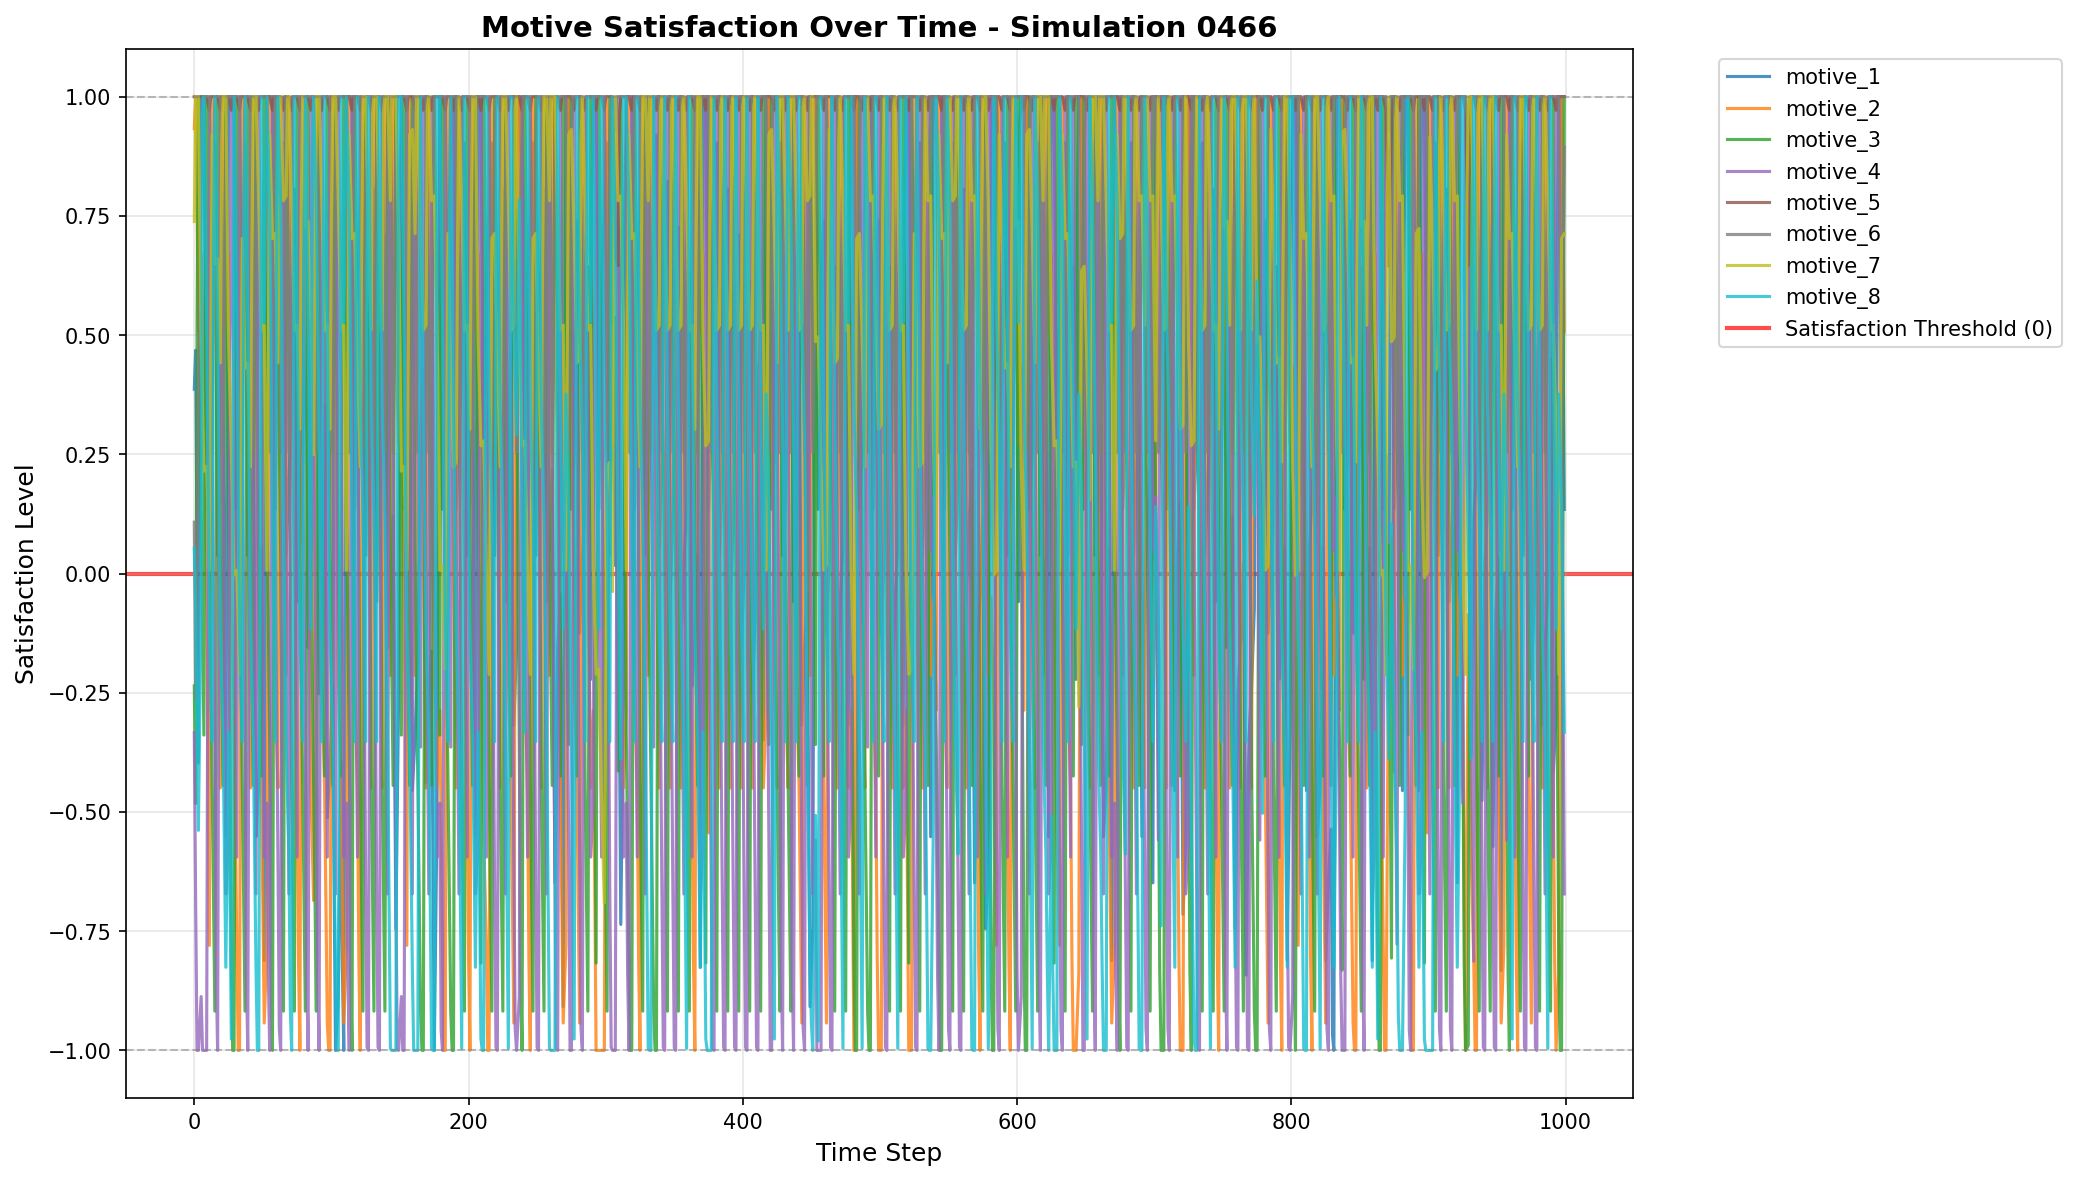 Motive Satisfaction Over Time - Simulation 0466
1.00
0.75
0.50
0.25
0.00
−0.25
−0.50
−0.75
−1.00
Satisfaction Level
0
200
400
600
800
1000
Time Step
motive_1
motive_2
motive_3
motive_4
motive_5
motive_6
motive_7
motive_8
Satisfaction Threshold (0)